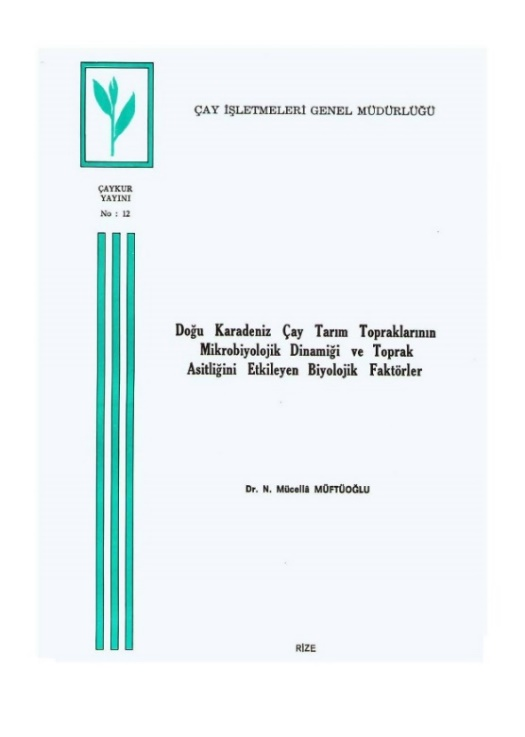 ÇAY İŞLETMELERİ GENEL MÜDÜRLÜĞÜ
ÇAYKUR
YAYINI
No : 12
Doğu Karadeniz Çay Tarım Topraklarının
Mikrobiyolojik Dinamiği ve Toprak
Asitliğini Etkileyen Biyolojik Faktörler
Dr. N. Mücellâ MÜFTÜOĞLU
RİZE